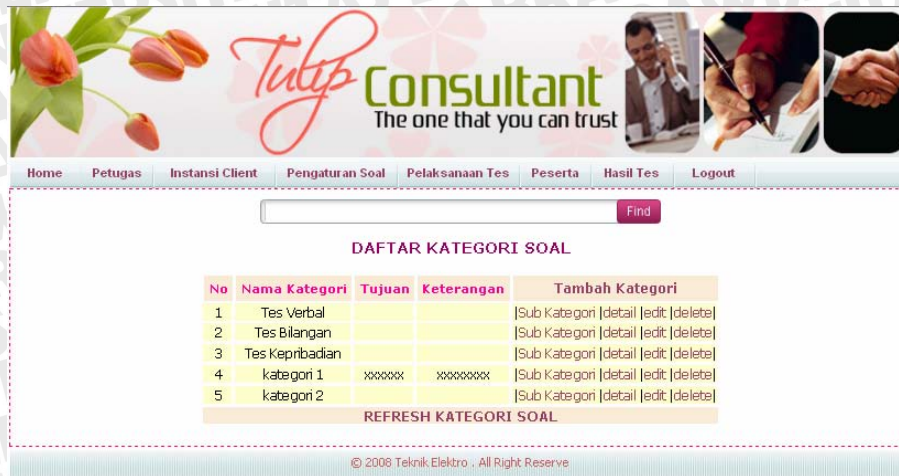 Tulip Consultant
The one that you can trust
Home Petugas Instansi Client Pengaturan Soal Pelaksanaan Tes Peserta Hasil Tes Logout
Find
DAFTAR KATEGORI SOAL
No Nama Kategori Tujuan Keterangan Tambah Kategori
1 Tes Verbal |Sub Kategori |detail |edit |delete|
2 Tes Bilangan |Sub Kategori |detail |edit |delete|
3 Tes Kepribadian |Sub Kategori |detail |edit |delete|
4 kategori 1 xxxxxx xxxxxxxx |Sub Kategori |detail |edit |delete|
5 kategori 2 |Sub Kategori |detail |edit |delete|
REFRESH KATEGORI SOAL
© 2008 Teknik Elektro . All Right Reserve